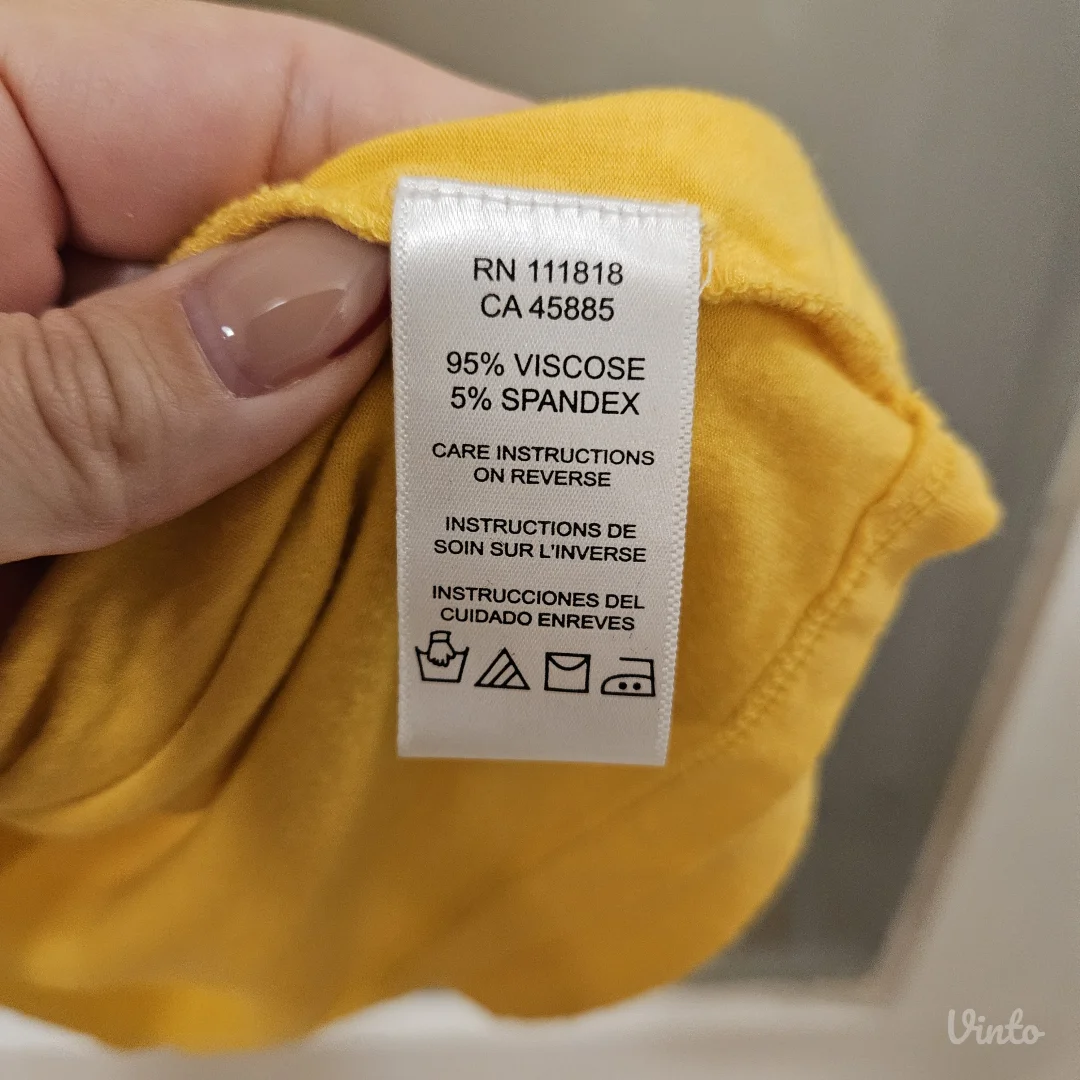 RN 111818
CA 45885
95% VISCOSE
5% SPANDEX
CARE INSTRUCTIONS
ON REVERSE
INSTRUCTIONS DE
SOIN SUR L'INVERSE
INSTRUCCIONES DEL
CUIDADO ENREVES
Vinto